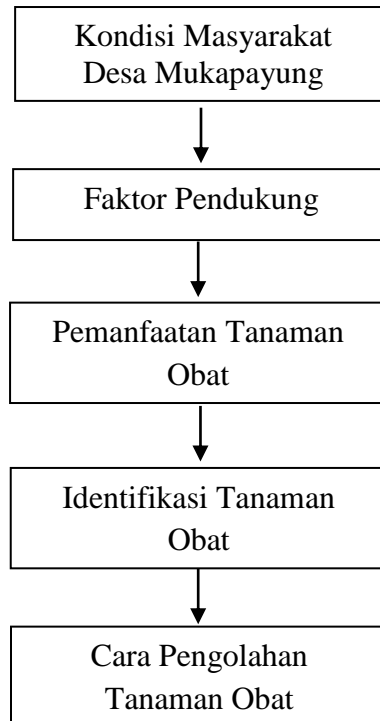 Kondisi Masyarakat
Desa Mukapayung
Faktor Pendukung
Pemanfaatan Tanaman
Obat
Identifikasi Tanaman
Obat
Cara Pengolahan
Tanaman Obat